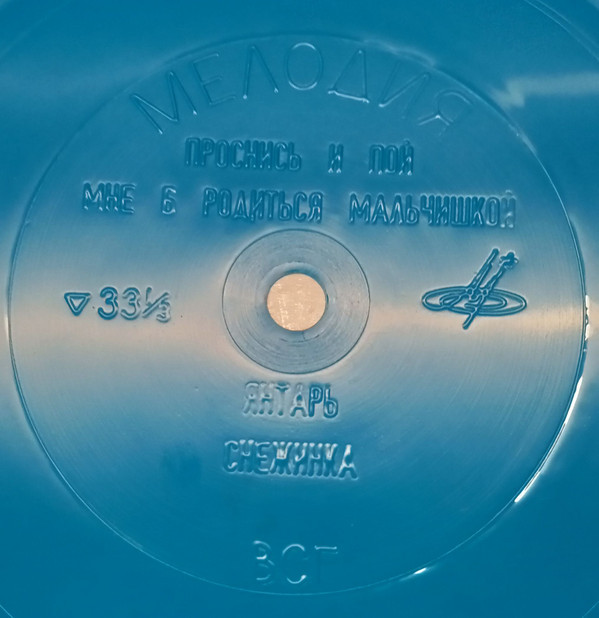 МЕЛОДИЯ
ПРОСНИСЬ И ПОЙ
МНЕ Б РОДИТЬСЯ МАЛЬЧИШКОЙ
▽ 33⅓
ЯНТАРЬ
СНЕЖИНКА
ВСГ